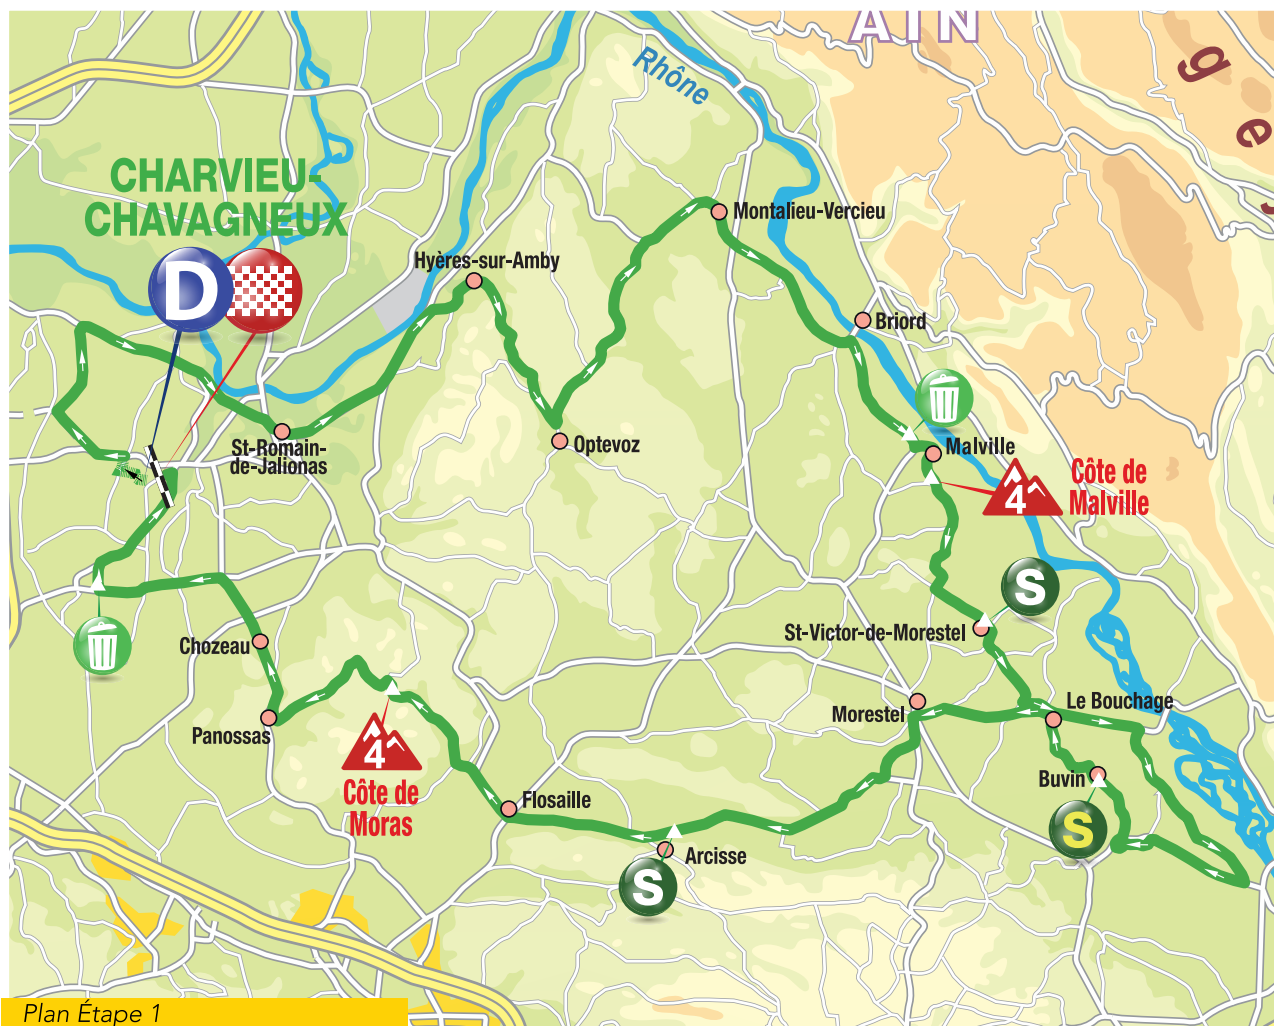 AIN
g
e
Rhône
CHARVIEU-
CHAVAGNEUX
D
Montalieu-Vercieu
Hyères-sur-Amby
Briord
St-Romain-
de-Jalionas
Optevoz
Malville
4
Côte de
Malville
S
St-Victor-de-Morestel
Chozeau
Le Bouchage
Morestel
Panossas
4
Côte de
Moras
Buvin
S
Flosaille
Arcisse
S
Plan Étape 1